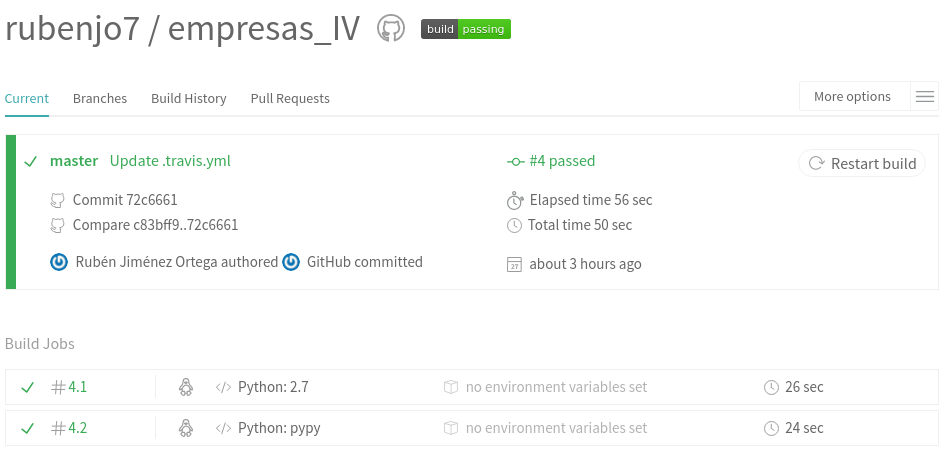 rubenjo7 / empresas_IV build passing
Current Branches Build History Pull Requests More options
master Update .travis.yml #4 passed Restart build
Commit 72c6661 Elapsed time 56 sec
Compare c83bff9..72c6661 Total time 50 sec
Rubén Jiménez Ortega authored GitHub committed 27 about 3 hours ago
Build Jobs
#4.1 </> Python: 2.7 no environment variables set 26 sec
#4.2 </> Python: pypy no environment variables set 24 sec